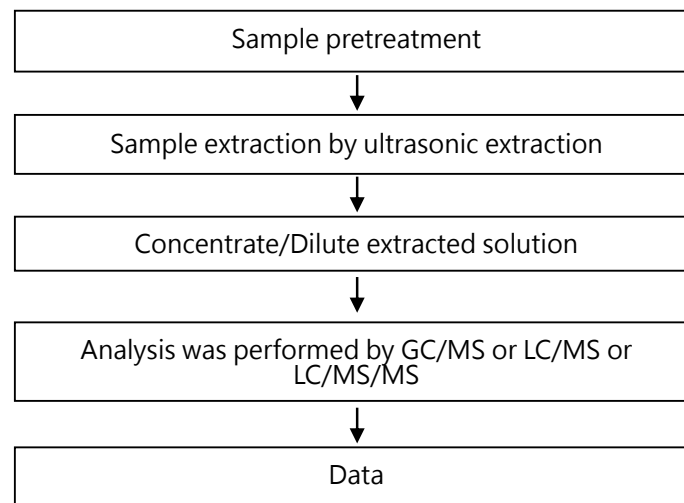 Sample pretreatment
Sample extraction by ultrasonic extraction
Concentrate/Dilute extracted solution
Analysis was performed by GC/MS or LC/MS or
LC/MS/MS
Data